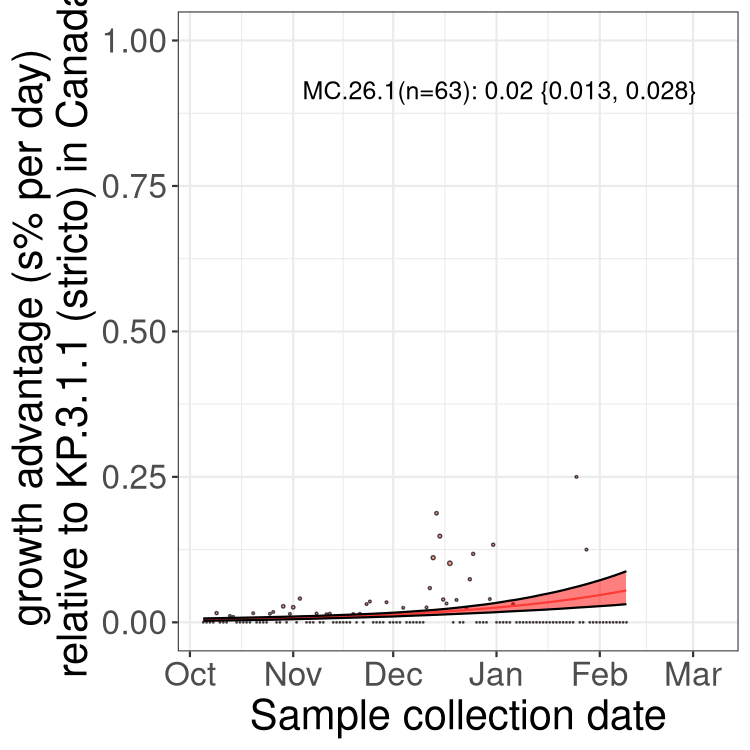 growth advantage (s% per day)
relative to KP.3.1.1 (stricto) in Canada
1.00
0.75
0.50
0.25
0.00
MC.26.1(n=63): 0.02 {0.013, 0.028}
Oct Nov Dec Jan Feb Mar
Sample collection date